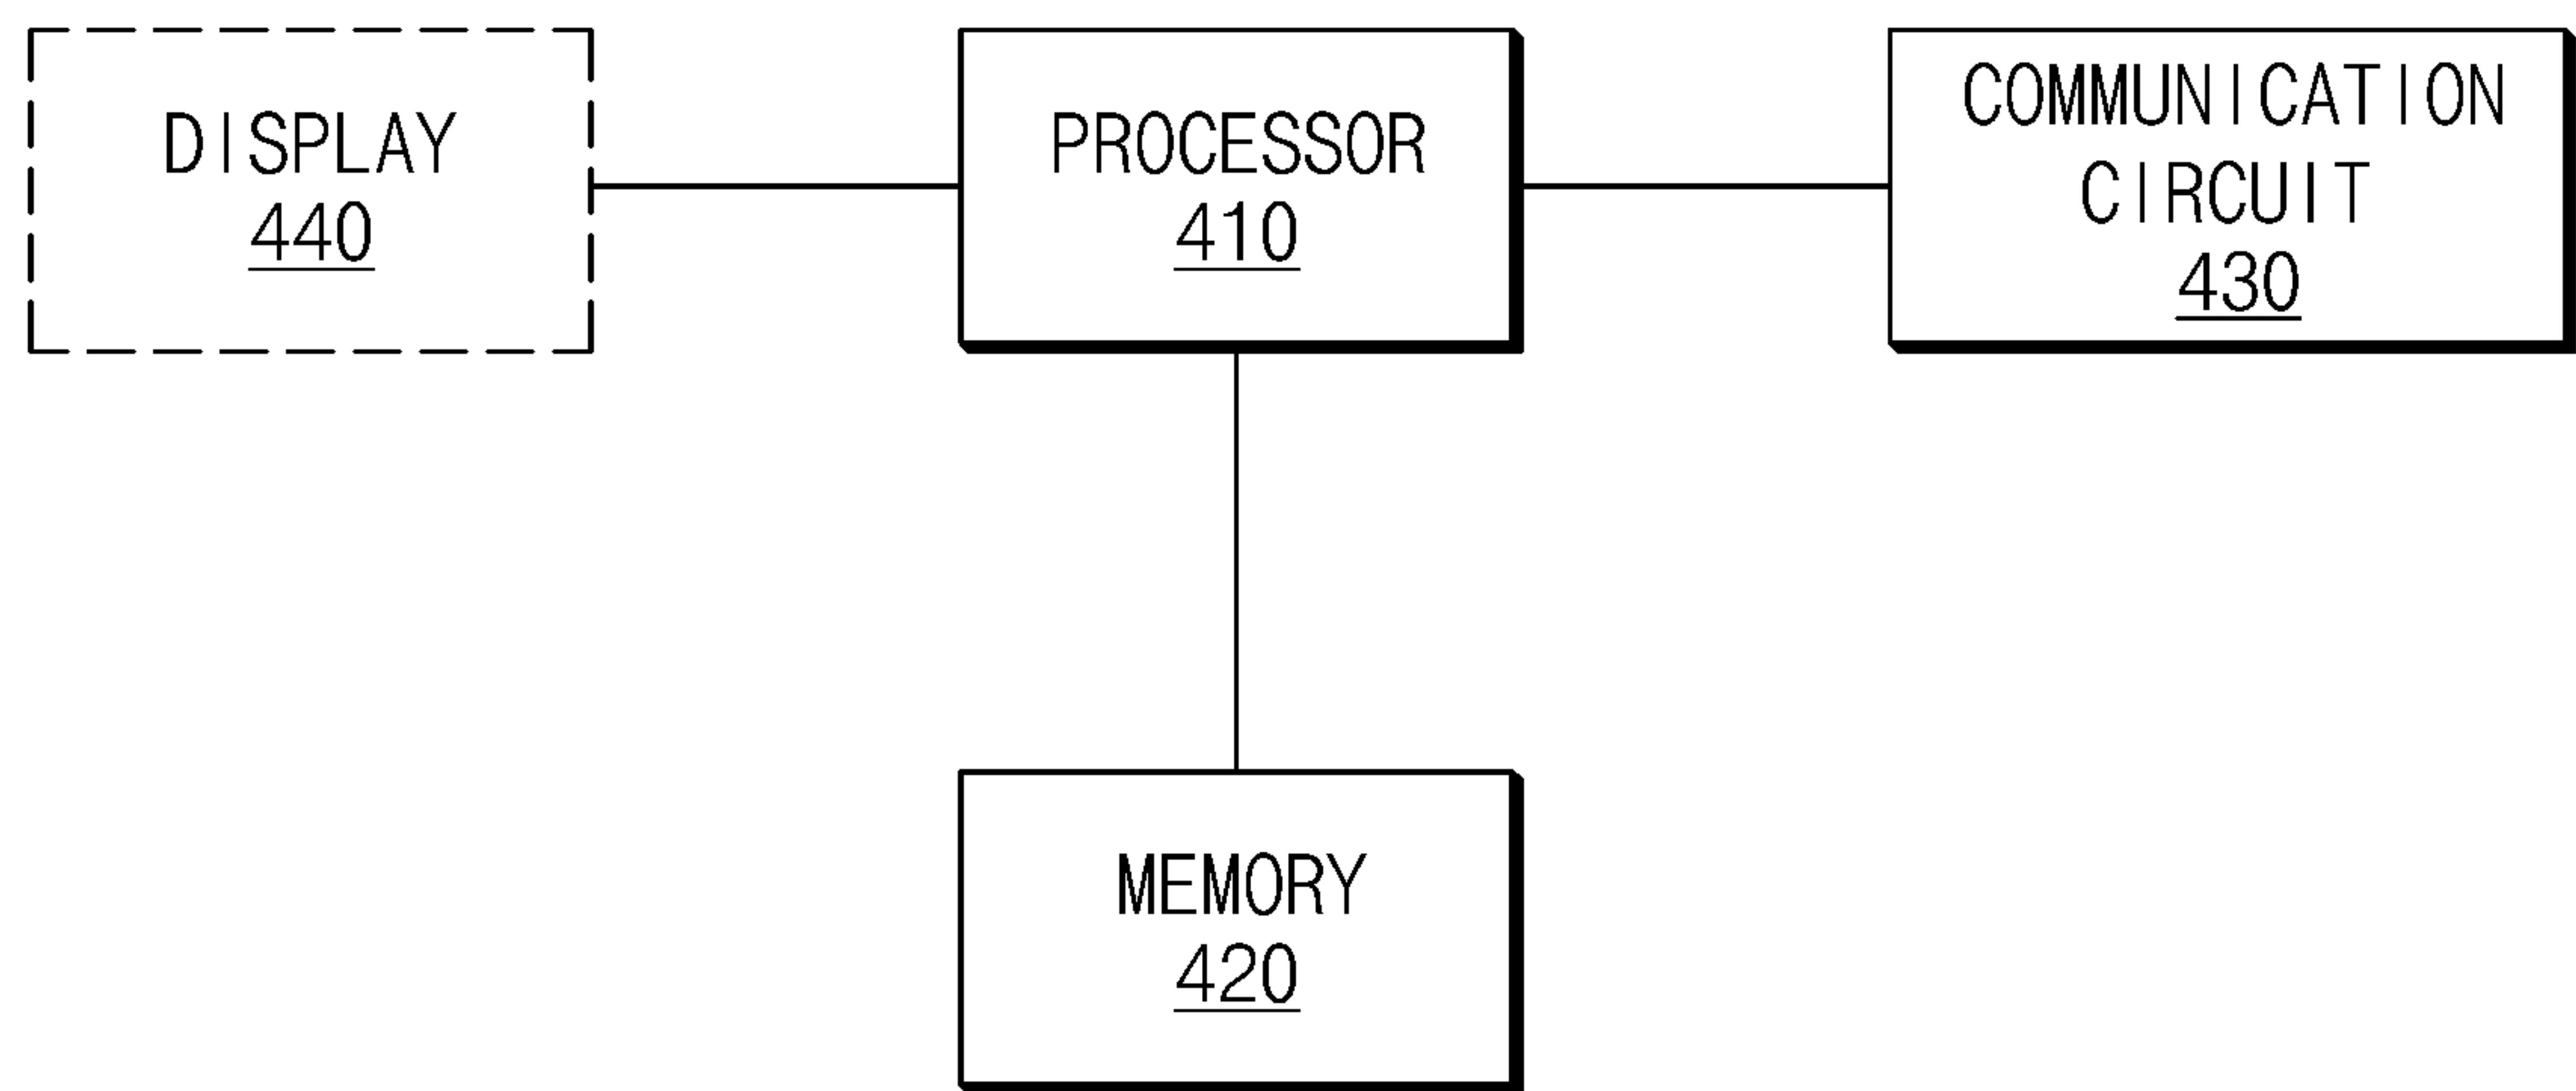 DISPLAY
440
PROCESSOR
410
COMMUNICATION
CIRCUIT
430
MEMORY
420